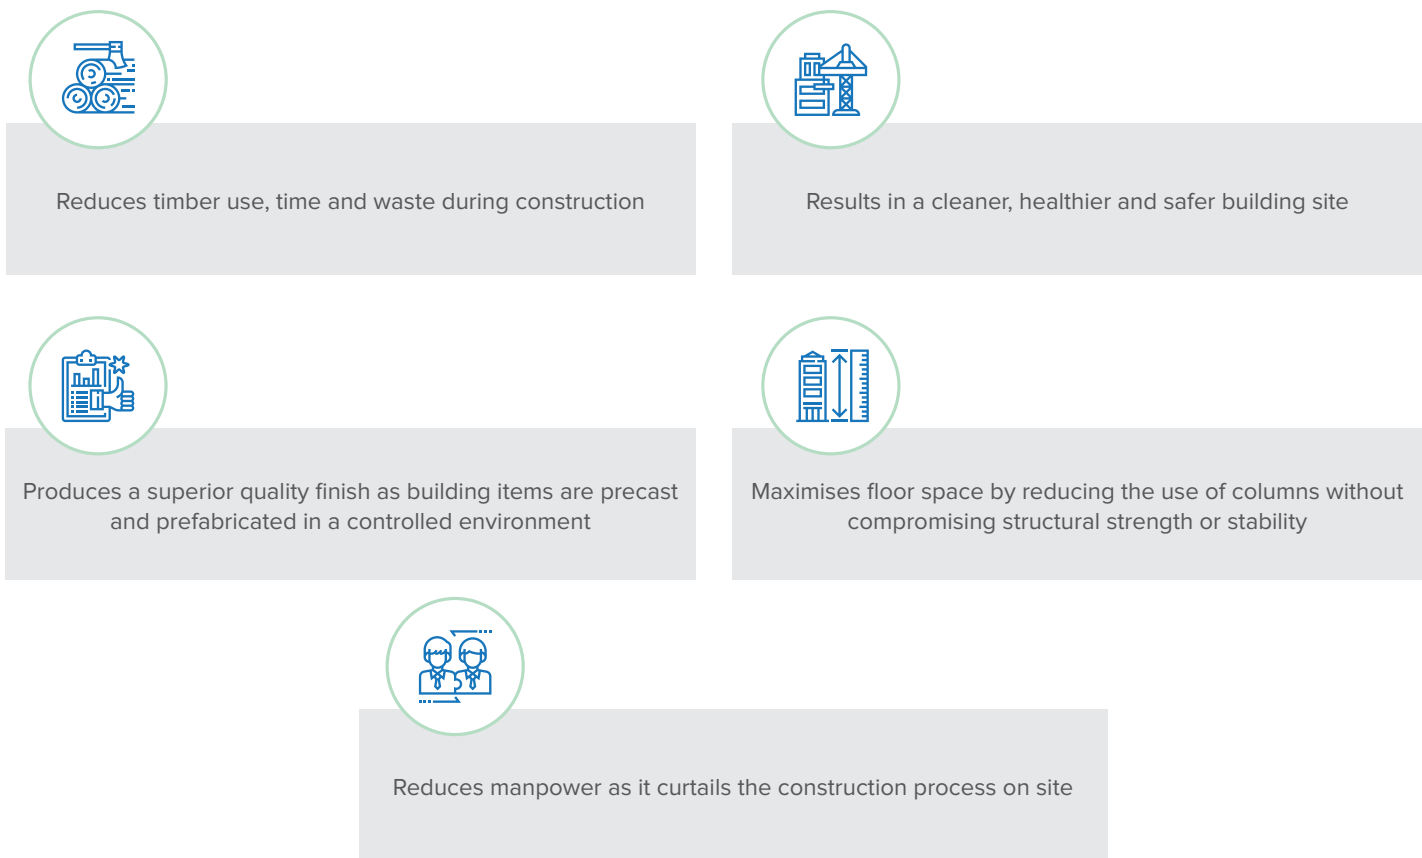 Reduces timber use, time and waste during construction
Results in a cleaner, healthier and safer building site
Produces a superior quality finish as building items are precast
and prefabricated in a controlled environment
Maximises floor space by reducing the use of columns without
compromising structural strength or stability
Reduces manpower as it curtails the construction process on site